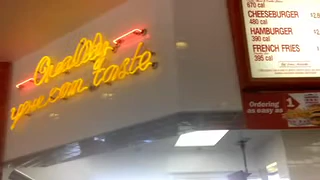 Quality
you can taste
670 cal
CHEESEBURGER
480 cal
HAMBURGER
390 cal
FRENCH FRIES
395 cal
Ordering
as easy as
1